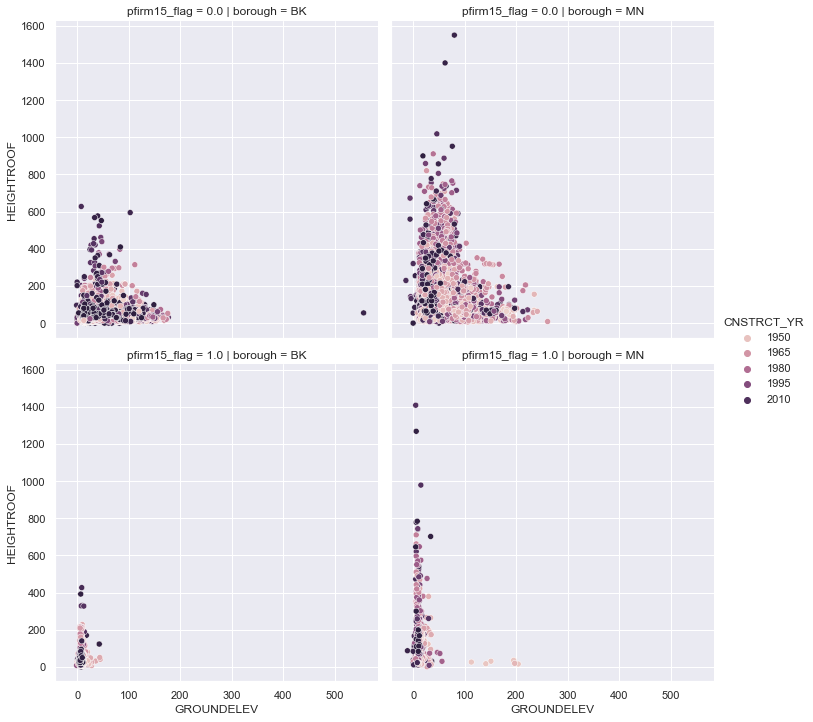 pfirm15_flag = 0.0 | borough = BK
pfirm15_flag = 0.0 | borough = MN
1600
1400
1200
1000
800
600
400
200
0
HEIGHTROOF
CNSTRCT_YR
1950
1965
1980
1995
2010
pfirm15_flag = 1.0 | borough = BK
pfirm15_flag = 1.0 | borough = MN
1600
1400
1200
1000
800
600
400
200
0
HEIGHTROOF
0 100 200 300 400 500
0 100 200 300 400 500
GROUNDELEV
GROUNDELEV